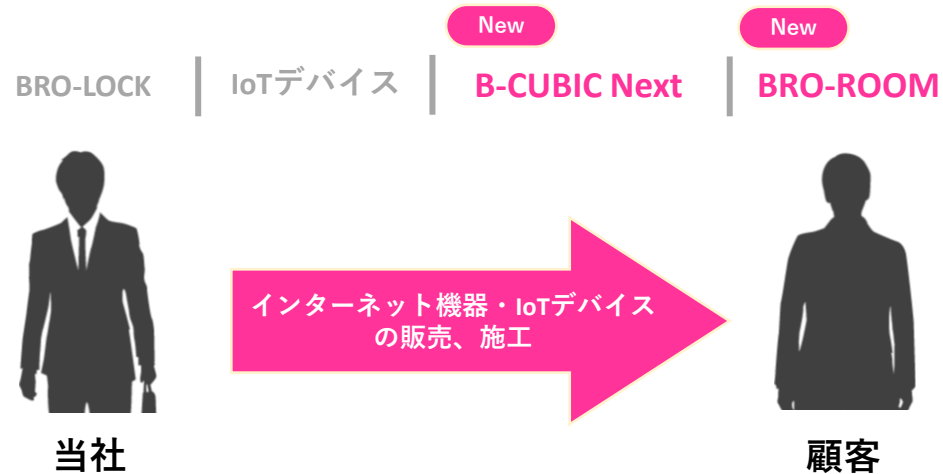 New
New
BRO-LOCK
IoTデバイス
B-CUBIC Next
BRO-ROOM
インターネット機器・IoTデバイス
の販売、施工
当社
顧客